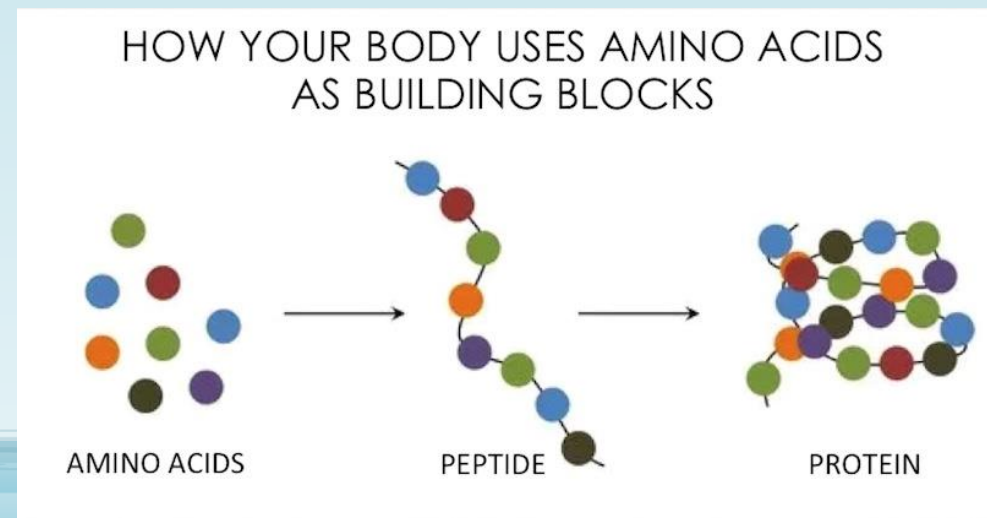 HOW YOUR BODY USES AMINO ACIDS
AS BUILDING BLOCKS
AMINO ACIDS
PEPTIDE
PROTEIN